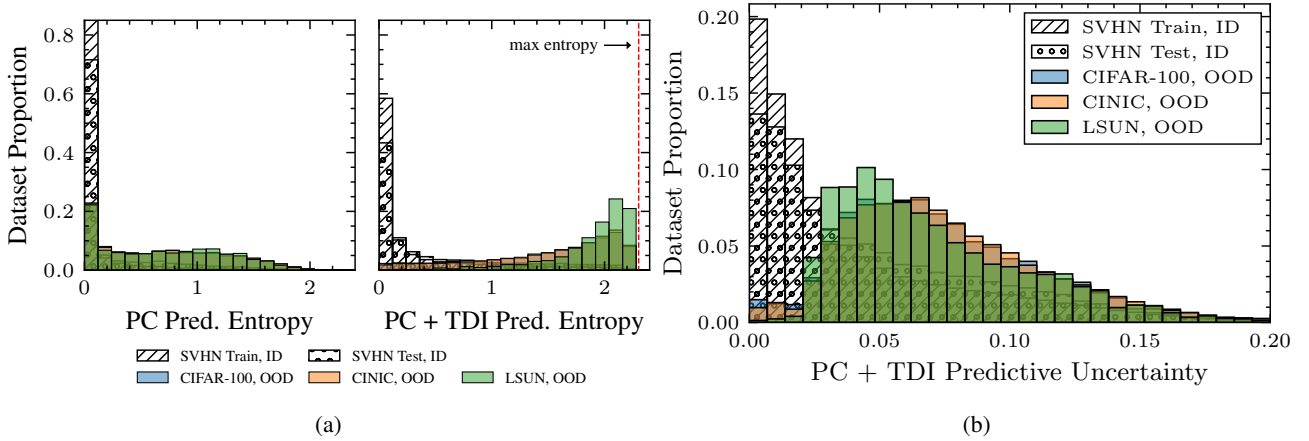 max entropy
Dataset Proportion
0.8
0.6
0.4
0.2
0.0
0 1 2
0 1 2
PC Pred. Entropy
PC + TDI Pred. Entropy
SVHN Train, ID
SVHN Test, ID
CIFAR-100, OOD
CINIC, OOD
LSUN, OOD
(a)
Dataset Proportion
0.20
0.15
0.10
0.05
0.00
SVHN Train, ID
SVHN Test, ID
CIFAR-100, OOD
CINIC, OOD
LSUN, OOD
0.00 0.05 0.10 0.15 0.20
PC + TDI Predictive Uncertainty
(b)